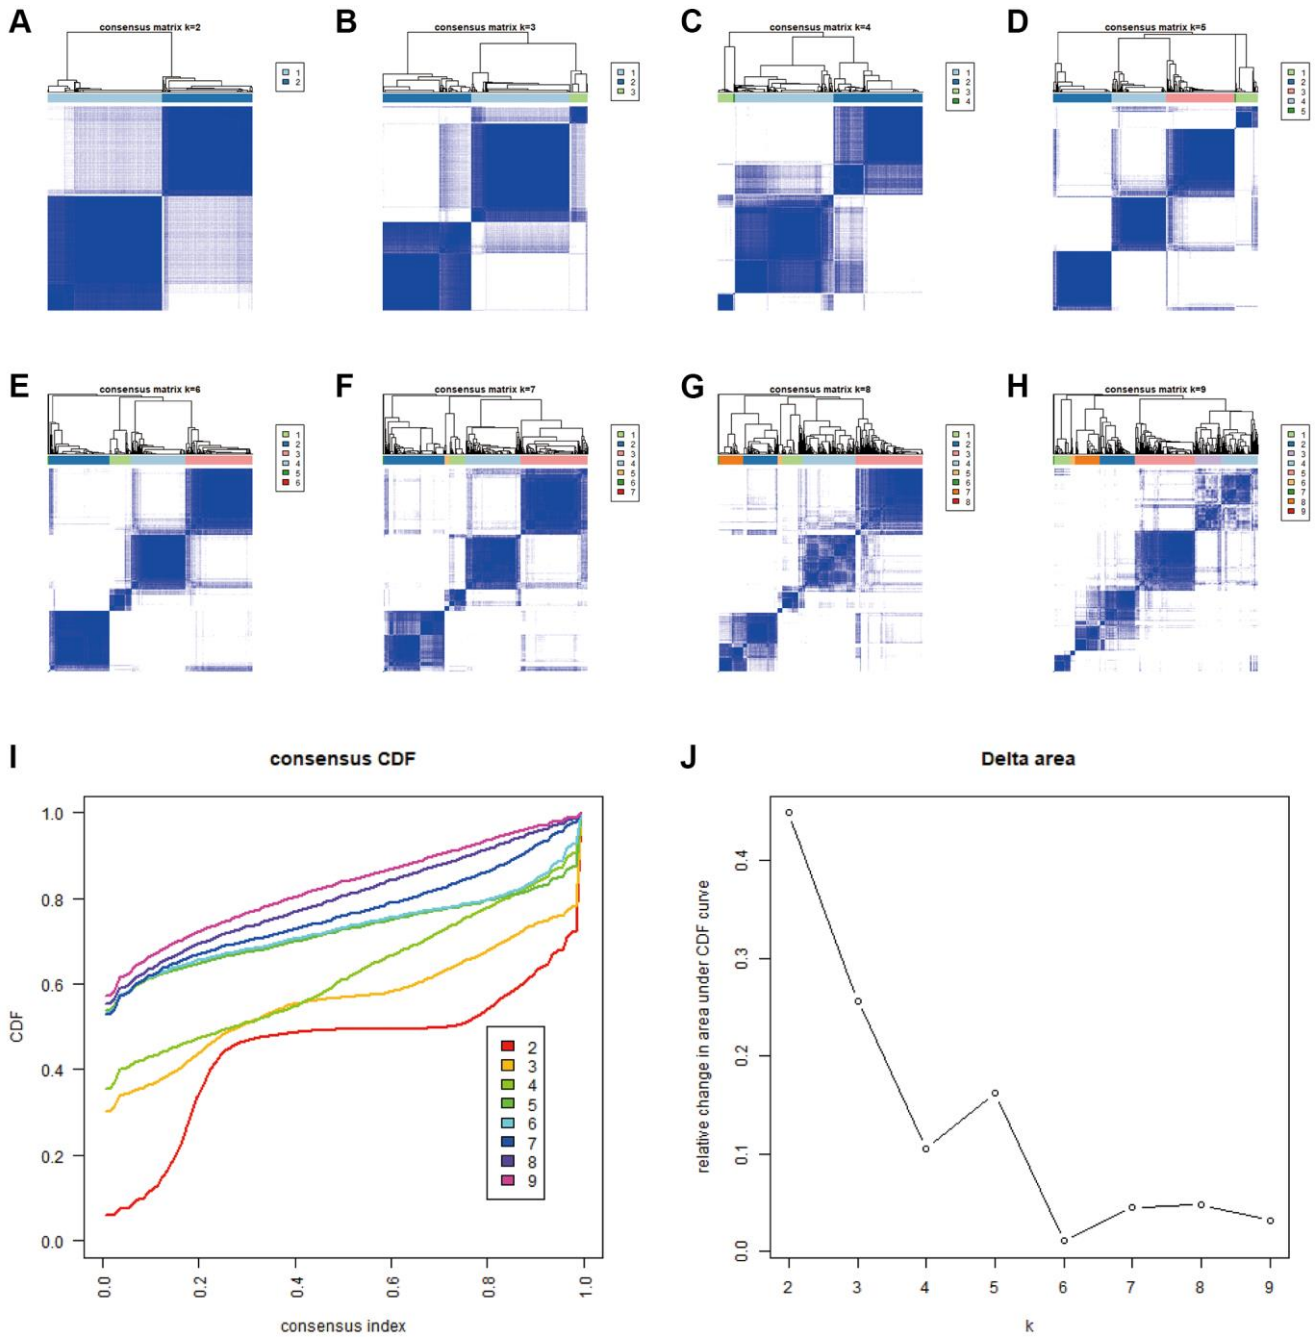 A
consensus matrix k=2
1
2
B
consensus matrix k=3
1
2
3
C
consensus matrix k=4
1
2
3
4
D
consensus matrix k=5
1
2
3
4
5
E
consensus matrix k=6
1
2
3
4
5
6
F
consensus matrix k=7
1
2
3
4
5
6
7
G
consensus matrix k=8
1
2
3
4
5
6
7
8
H
consensus matrix k=9
1
2
3
4
5
6
7
8
9
I
consensus CDF
CDF
1.0
0.8
0.6
0.4
0.2
0.0
2
3
4
5
6
7
8
9
0.0 0.2 0.4 0.6 0.8 1.0
consensus index
J
Delta area
relative change in area under CDF curve
0.4
0.3
0.2
0.1
0.0
2 3 4 5 6 7 8 9
k